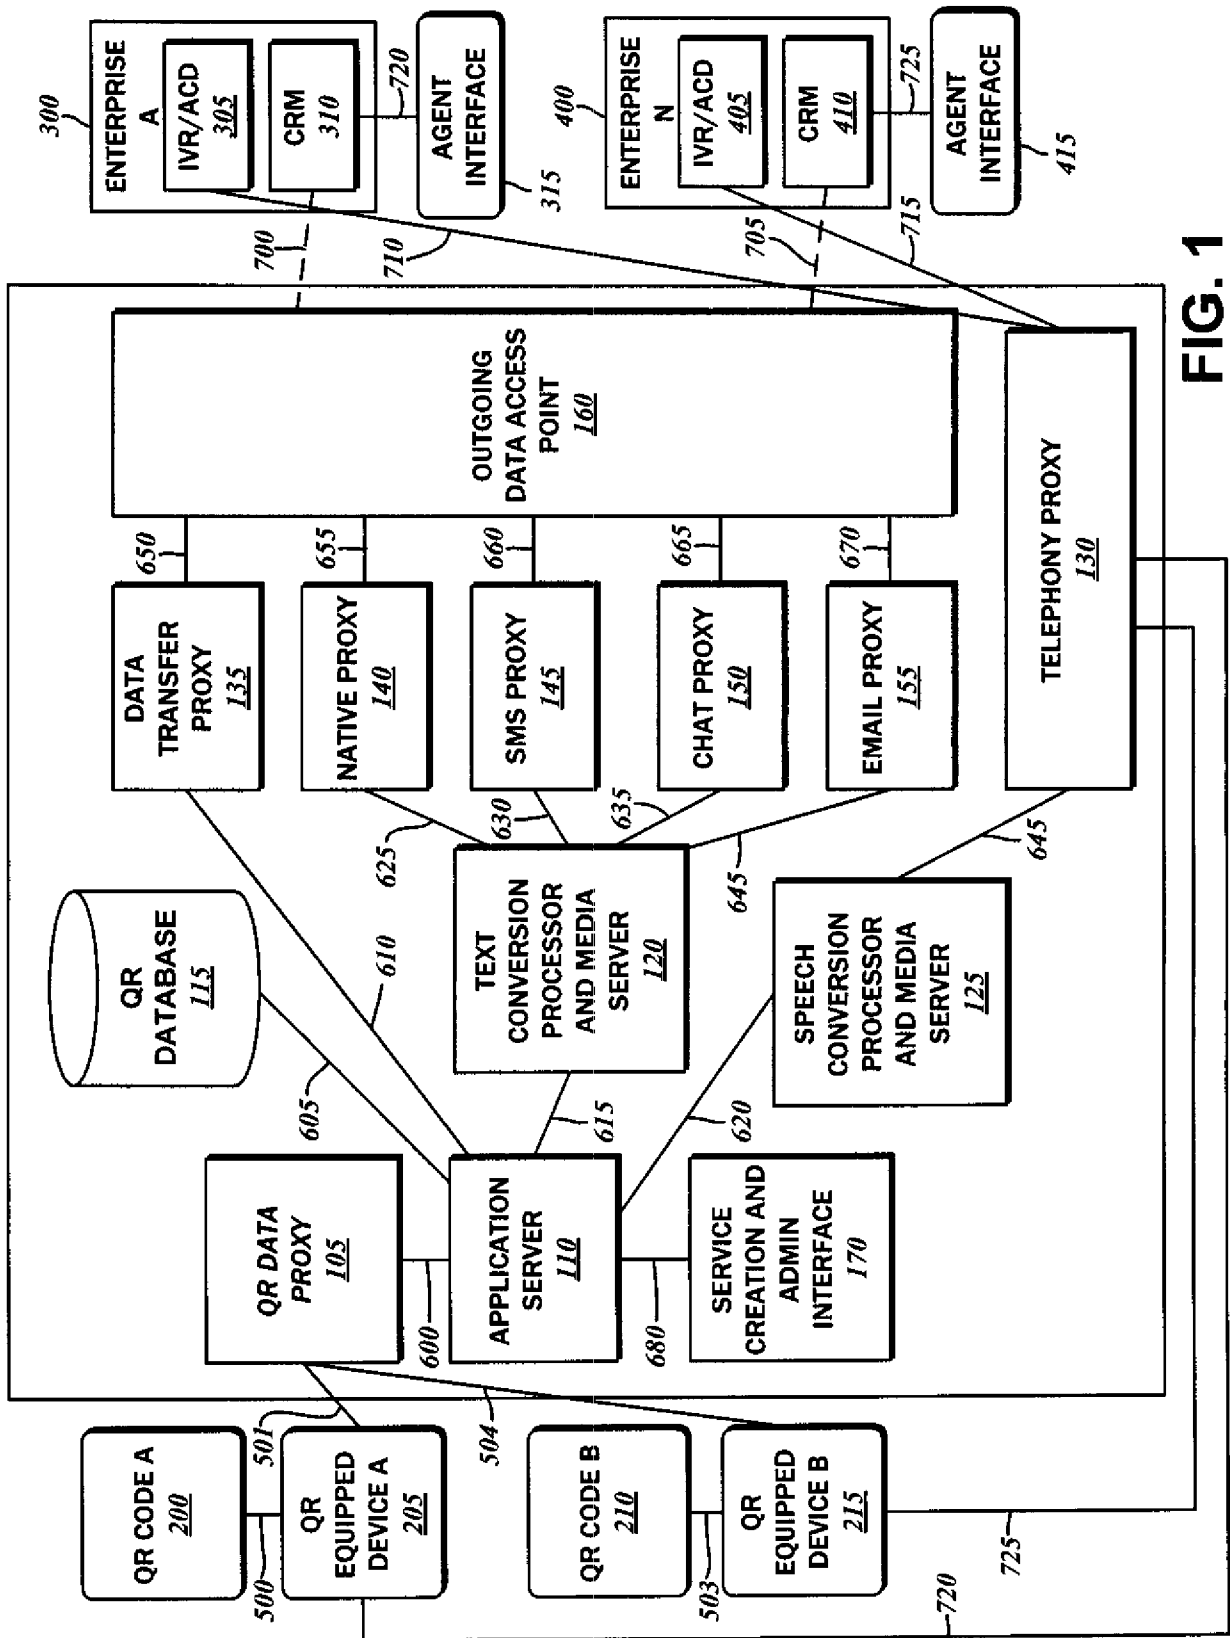 QR CODE A
200
500
501
QR
EQUIPPED
DEVICE A
205
QR CODE B
210
503
504
QR
EQUIPPED
DEVICE B
215
720
725
QR DATA
PROXY
105
600
APPLICATION
SERVER
110
680
SERVICE
CREATION AND
ADMIN
INTERFACE
170
605
610
615
620
QR
DATABASE
115
TEXT
CONVERSION
PROCESSOR
AND MEDIA
SERVER
120
SPEECH
CONVERSION
PROCESSOR
AND MEDIA
SERVER
125
625
630
635
645
645
DATA
TRANSFER
PROXY
135
NATIVE PROXY
140
SMS PROXY
145
CHAT PROXY
150
EMAIL PROXY
155
TELEPHONY PROXY
130
650
655
660
665
670
OUTGOING
DATA ACCESS
POINT
160
700
710
705
715
300
ENTERPRISE
A
IVR/ACD
305
CRM
310
720
AGENT
INTERFACE
315
400
ENTERPRISE
N
IVR/ACD
405
CRM
410
725
AGENT
INTERFACE
415
FIG. 1